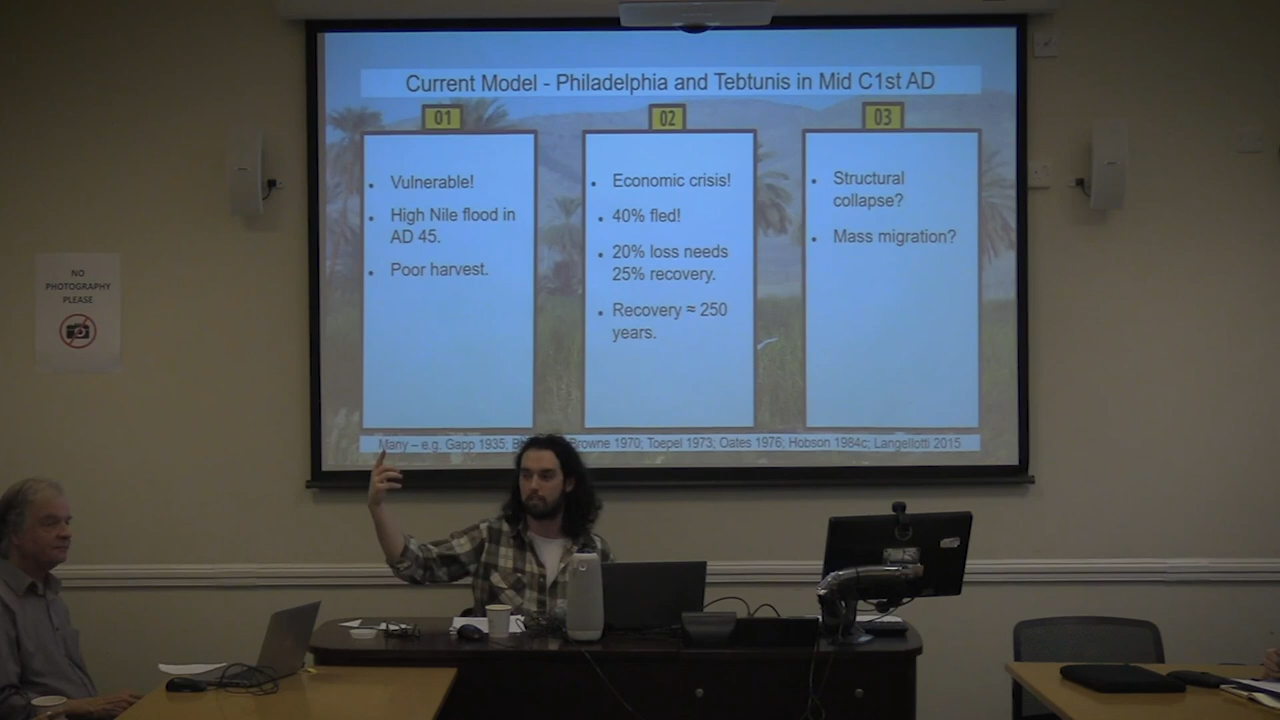 Current Model - Philadelphia and Tebtunis in Mid C1st AD
01
• Vulnerable!
• High Nile flood in
AD 45.
• Poor harvest.
02
• Economic crisis!
• 40% fled!
• 20% loss needs
25% recovery.
• Recovery ≈ 250
years.
03
• Structural
collapse?
• Mass migration?
Many – e.g. Gapp 1935; Browne 1970; Toepel 1973; Oates 1976; Hobson 1984c; Langellotti 2015
NO
PHOTOGRAPHY
PLEASE